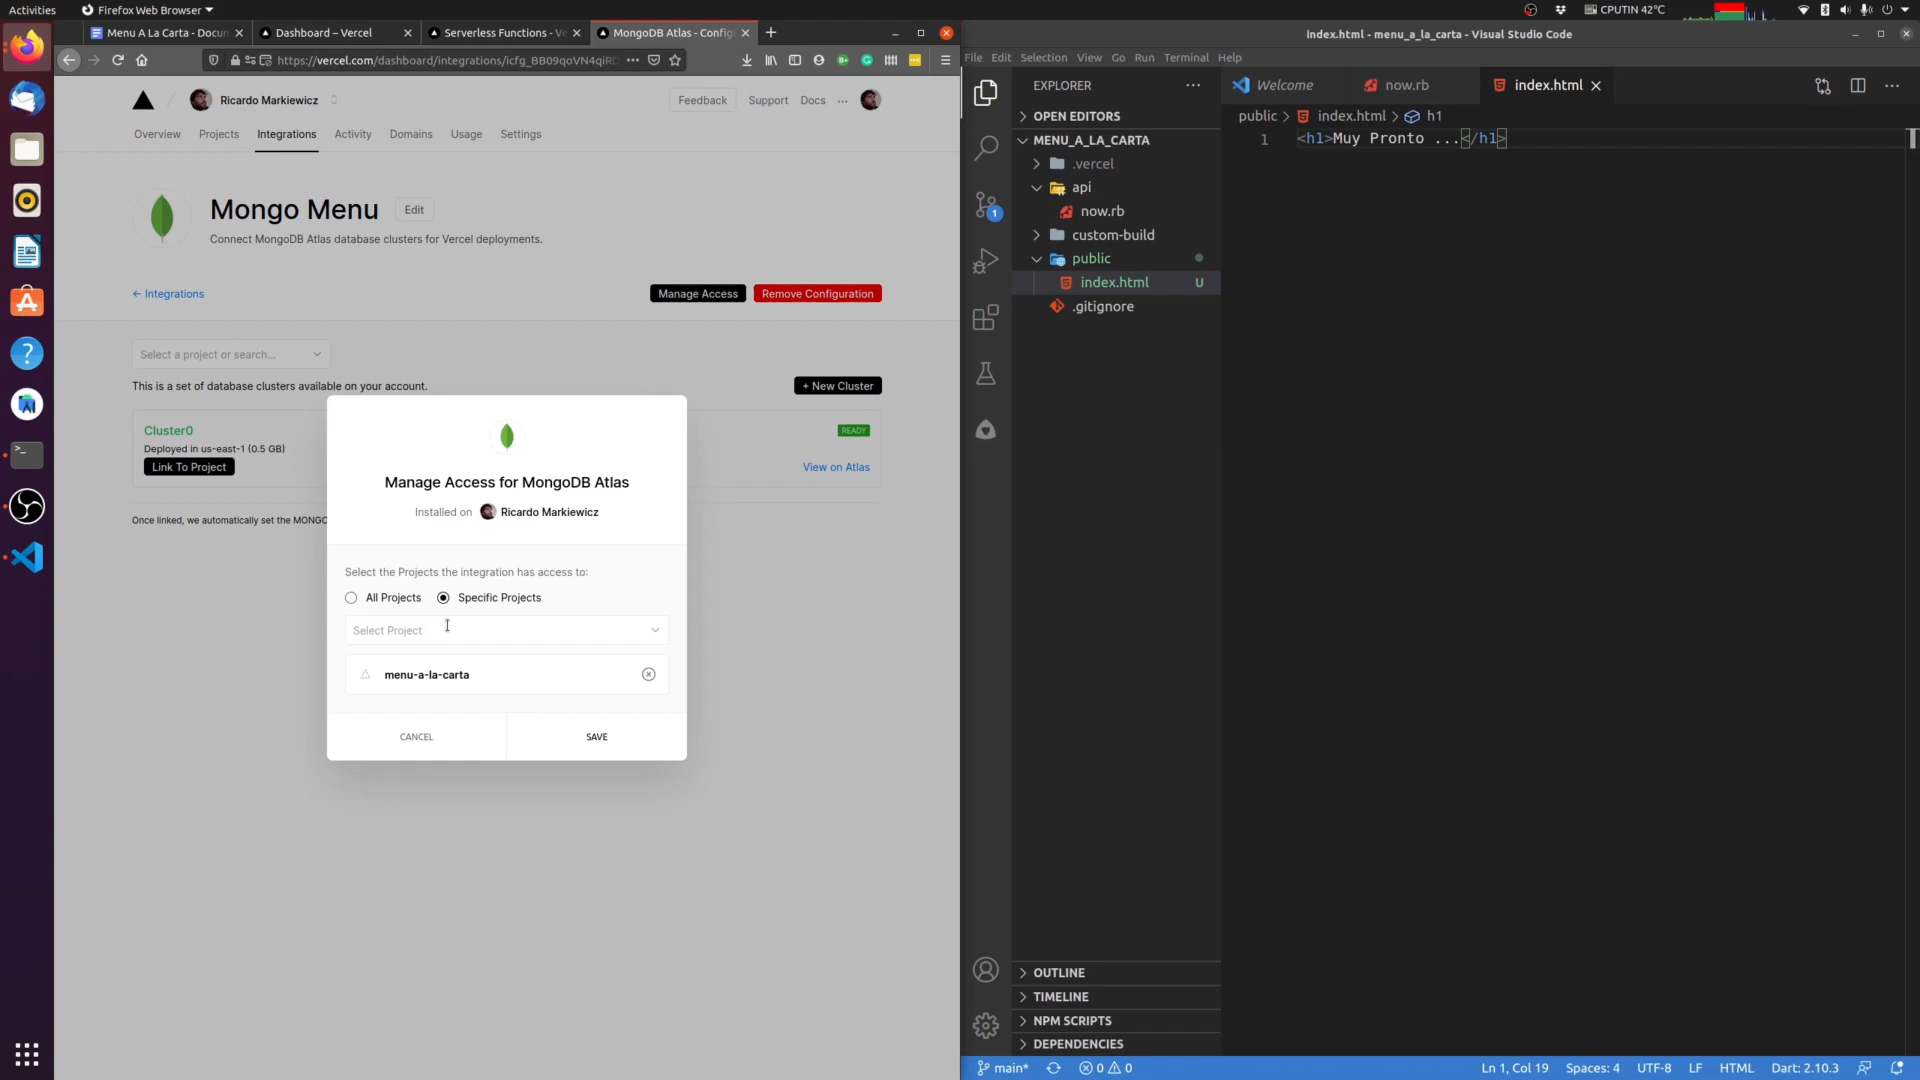 Activities
Firefox Web Browser
CPUTIN 42°C
Menu A La Carta - Docun
Dashboard – Vercel
Serverless Functions - Ve
MongoDB Atlas - Config
https://vercel.com/dashboard/integrations/icfg_BB09qoVN4qiRD
Ricardo Markiewicz
Feedback
Support
Docs
Overview
Projects
Integrations
Activity
Domains
Usage
Settings
Mongo Menu
Edit
Connect MongoDB Atlas database clusters for Vercel deployments.
← Integrations
Manage Access
Remove Configuration
Select a project or search...
This is a set of database clusters available on your account.
+ New Cluster
Cluster0
READY
Deployed in us-east-1 (0.5 GB)
Link To Project
View on Atlas
Once linked, we automatically set the MONGO
Manage Access for MongoDB Atlas
Installed on Ricardo Markiewicz
Select the Projects the integration has access to:
All Projects
Specific Projects
Select Project
menu-a-la-carta
CANCEL
SAVE
index.html - menu_a_la_carta - Visual Studio Code
File Edit Selection View Go Run Terminal Help
EXPLORER
Welcome
now.rb
index.html
OPEN EDITORS
MENU_A_LA_CARTA
.vercel
api
now.rb
custom-build
public
index.html U
.gitignore
1
public > index.html > h1
1 <h1>Muy Pronto ...</h1>
OUTLINE
TIMELINE
NPM SCRIPTS
DEPENDENCIES
main*
0 0
Ln 1, Col 19
Spaces: 4
UTF-8
LF
HTML
Dart: 2.10.3